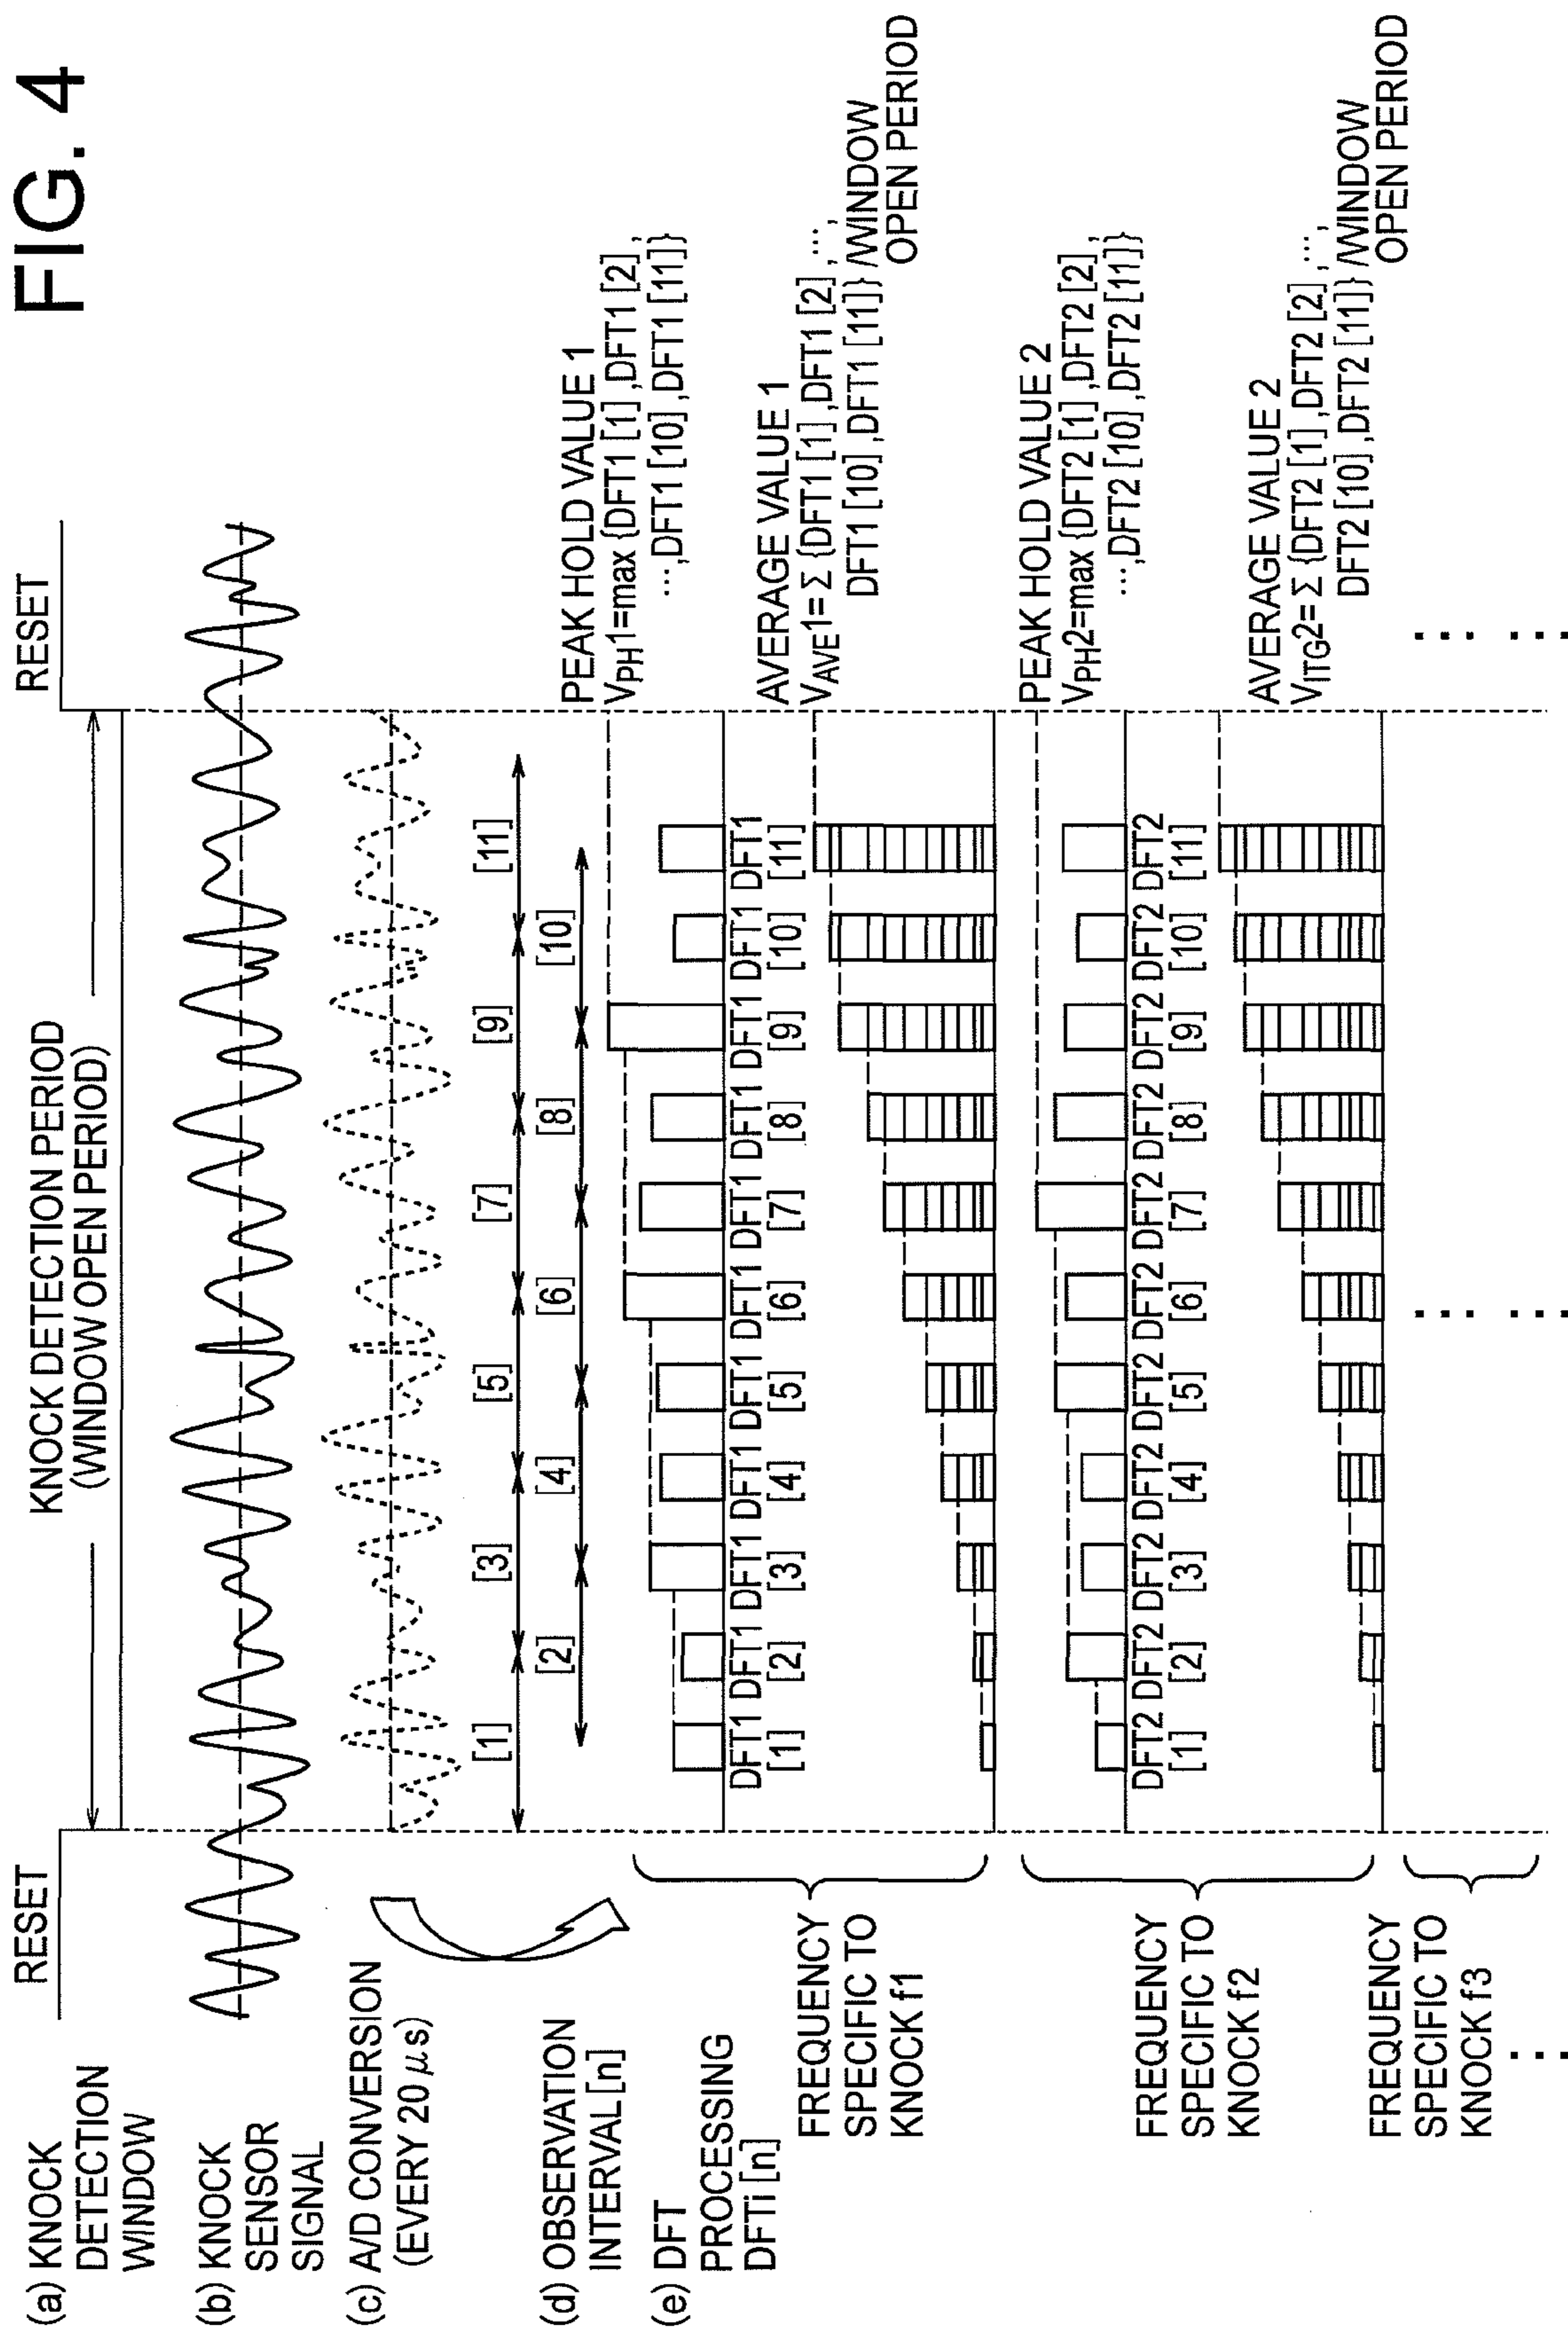 FIG. 4
RESET
KNOCK DETECTION PERIOD
(WINDOW OPEN PERIOD)
RESET
(a) KNOCK
DETECTION
WINDOW
(b) KNOCK
SENSOR
SIGNAL
(c) A/D CONVERSION
(EVERY 20 μs)
(d) OBSERVATION
INTERVAL [n]
[1] [3] [5] [7] [9] [11]
[2] [4] [6] [8] [10]
(e) DFT
PROCESSING
DFTi [n]
FREQUENCY
SPECIFIC TO
KNOCK f1
DFT1 DFT1 DFT1 DFT1 DFT1 DFT1 DFT1 DFT1 DFT1 DFT1 DFT1
[1] [2] [3] [4] [5] [6] [7] [8] [9] [10] [11]
PEAK HOLD VALUE 1
VPH1=max {DFT1 [1] ,DFT1 [2] ,
…,DFT1 [10] ,DFT1 [11]}
AVERAGE VALUE 1
VAVE1= Σ {DFT1 [1] ,DFT1 [2] ,…,
DFT1 [10] ,DFT1 [11]} /WINDOW
OPEN PERIOD
FREQUENCY
SPECIFIC TO
KNOCK f2
DFT2 DFT2 DFT2 DFT2 DFT2 DFT2 DFT2 DFT2 DFT2 DFT2 DFT2
[1] [2] [3] [4] [5] [6] [7] [8] [9] [10] [11]
PEAK HOLD VALUE 2
VPH2=max {DFT2 [1] ,DFT2 [2] ,
…,DFT2 [10] ,DFT2 [11]}
AVERAGE VALUE 2
VITG2= Σ {DFT2 [1] ,DFT2 [2] ,…,
DFT2 [10] ,DFT2 [11]} /WINDOW
OPEN PERIOD
FREQUENCY
SPECIFIC TO
KNOCK f3